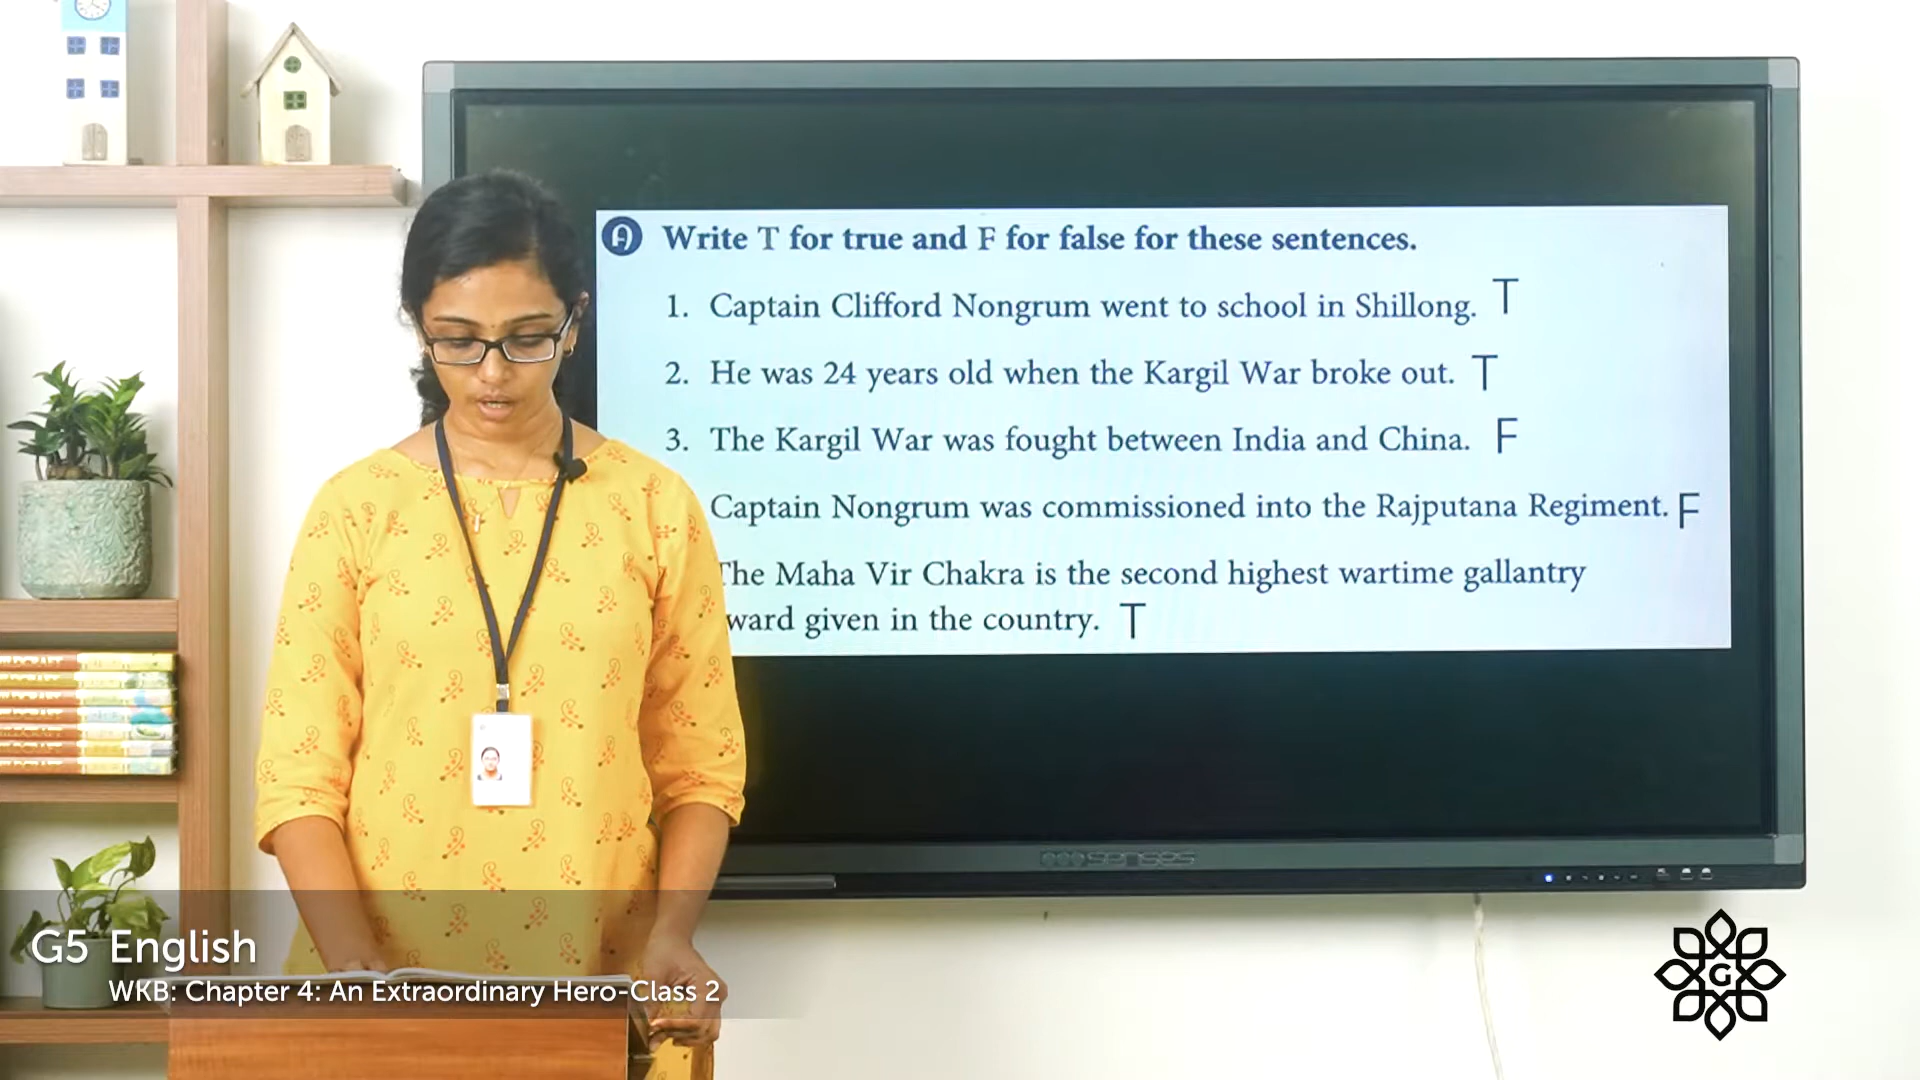 A Write T for true and F for false for these sentences.
1. Captain Clifford Nongrum went to school in Shillong. T
2. He was 24 years old when the Kargil War broke out. T
3. The Kargil War was fought between India and China. F
Captain Nongrum was commissioned into the Rajputana Regiment. F
The Maha Vir Chakra is the second highest wartime gallantry
ward given in the country. T
senses
G5 English
WKB: Chapter 4: An Extraordinary Hero-Class 2
G